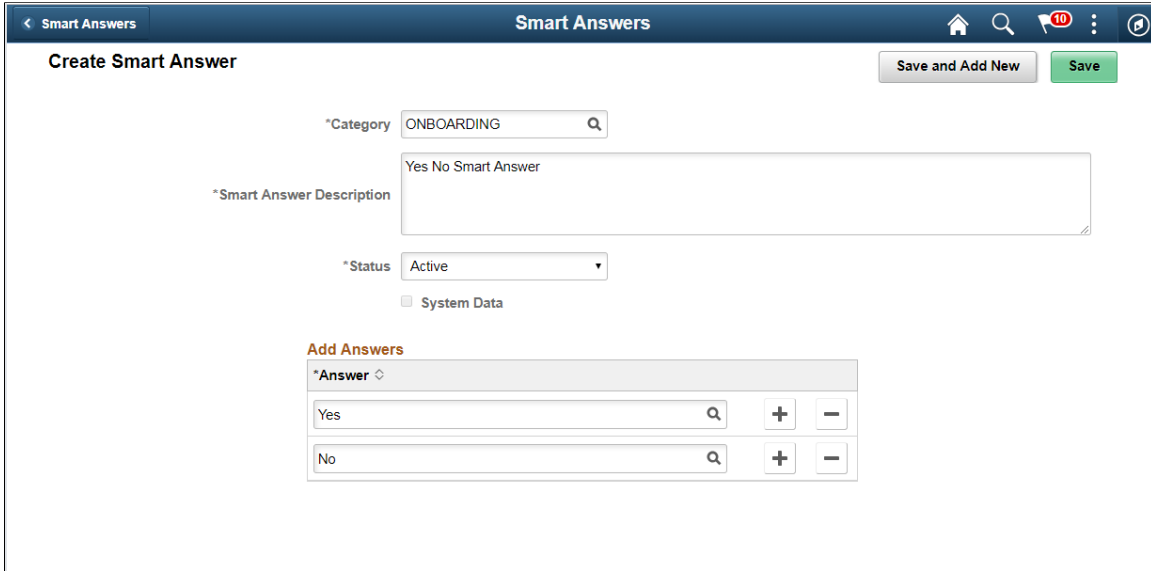 Smart Answers
Smart Answers
10
Create Smart Answer
Save and Add New
Save
*Category
ONBOARDING
*Smart Answer Description
Yes No Smart Answer
*Status
Active
System Data
Add Answers
*Answer
Yes
No